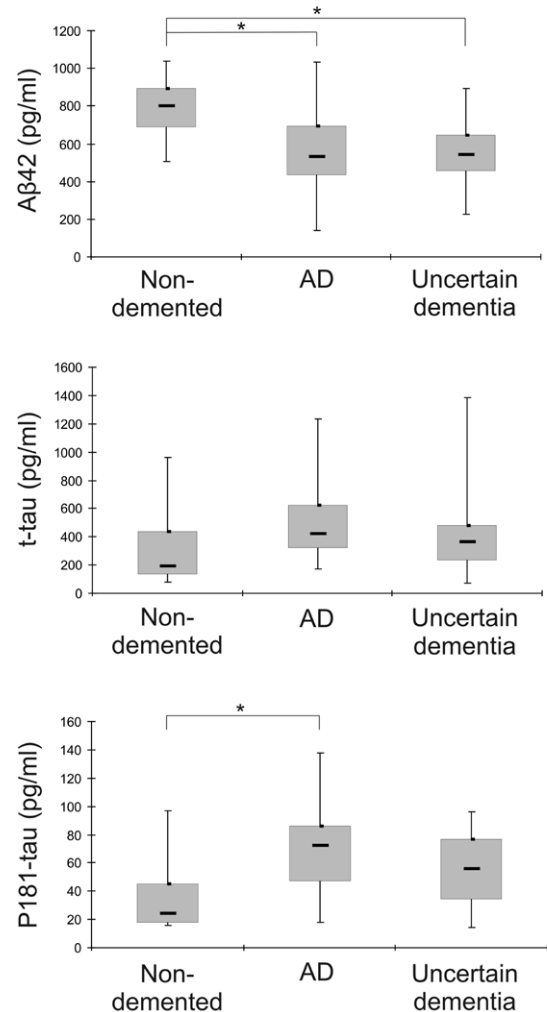 *
*
1200
1000
800
600
400
200
0
Aβ42 (pg/ml)
Non-
demented
AD
Uncertain
dementia
1600
1400
1200
1000
800
600
400
200
0
t-tau (pg/ml)
Non-
demented
AD
Uncertain
dementia
*
160
140
120
100
80
60
40
20
0
P181-tau (pg/ml)
Non-
demented
AD
Uncertain
dementia